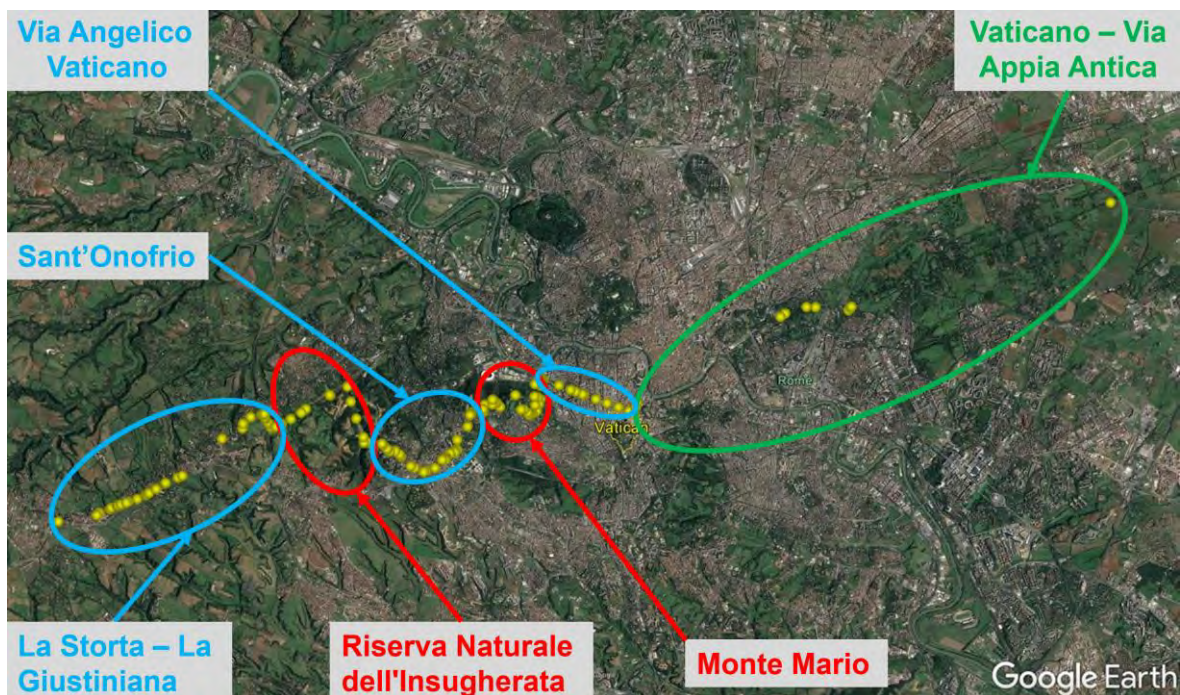 Via Angelico
Vaticano
Vaticano – Via
Appia Antica
Sant’Onofrio
Rome
Vatican
La Storta – La
Giustiniana
Riserva Naturale
dell'Insugherata
Monte Mario
Google Earth